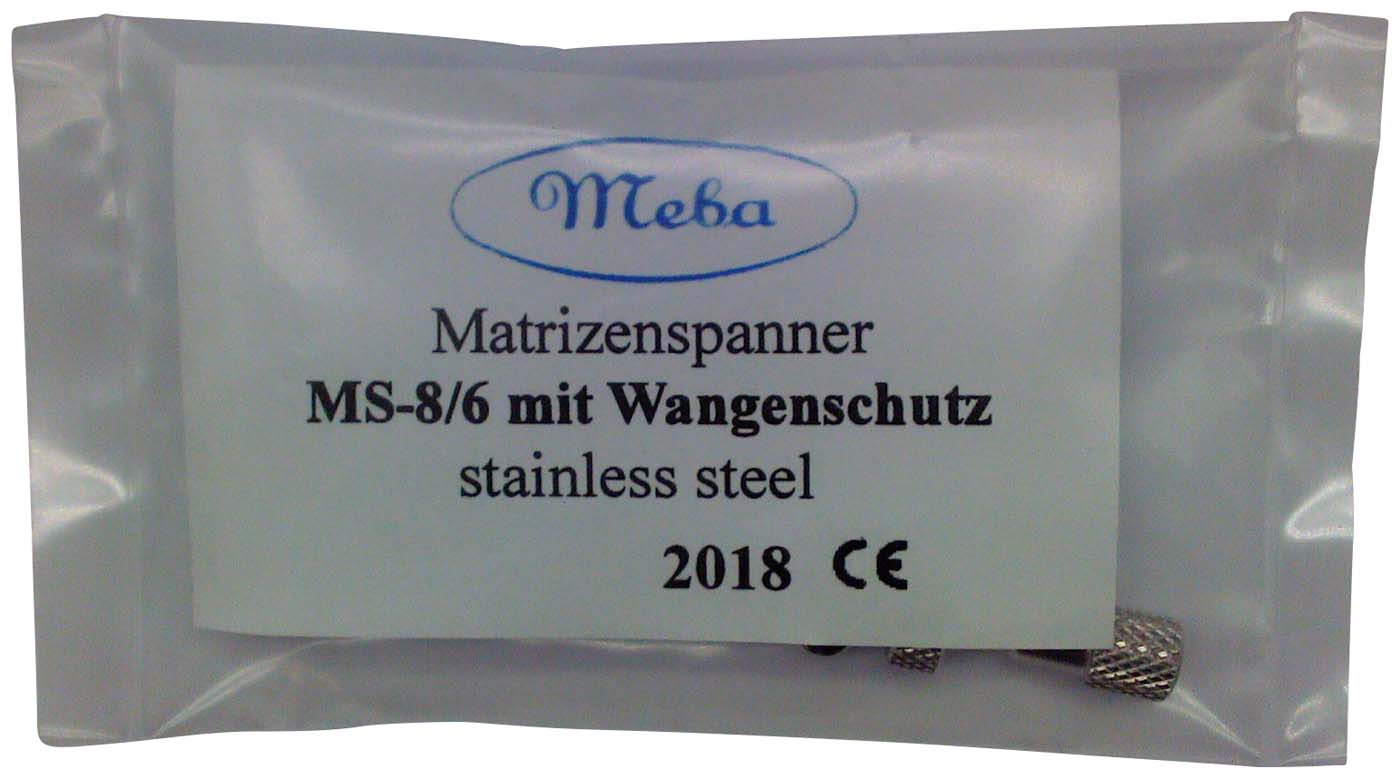 Meba
Matrizenspanner
MS-8/6 mit Wangenschutz
stainless steel
2018 CE